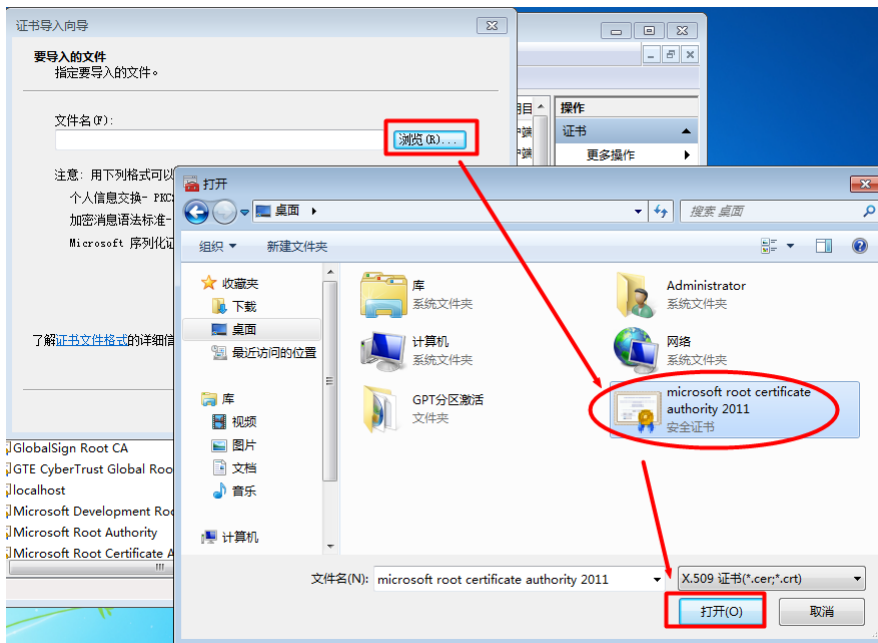 证书导入向导
要导入的文件
指定要导入的文件。
文件名(F):
浏览(R)...
注意: 用下列格式可以
个人信息交换- PKC
加密消息语法标准-
Microsoft 序列化证
了解证书文件格式的详细信
操作
证书
更多操作
打开
桌面
搜索 桌面
组织
新建文件夹
收藏夹
下载
桌面
最近访问的位置
库
视频
图片
文档
音乐
计算机
库
系统文件夹
Administrator
系统文件夹
计算机
系统文件夹
网络
系统文件夹
GPT分区激活
文件夹
microsoft root certificate
authority 2011
安全证书
GlobalSign Root CA
GTE CyberTrust Global Roo
localhost
Microsoft Development Roo
Microsoft Root Authority
Microsoft Root Certificate A
文件名(N):
microsoft root certificate authority 2011
X.509 证书(*.cer;*.crt)
打开(O)
取消